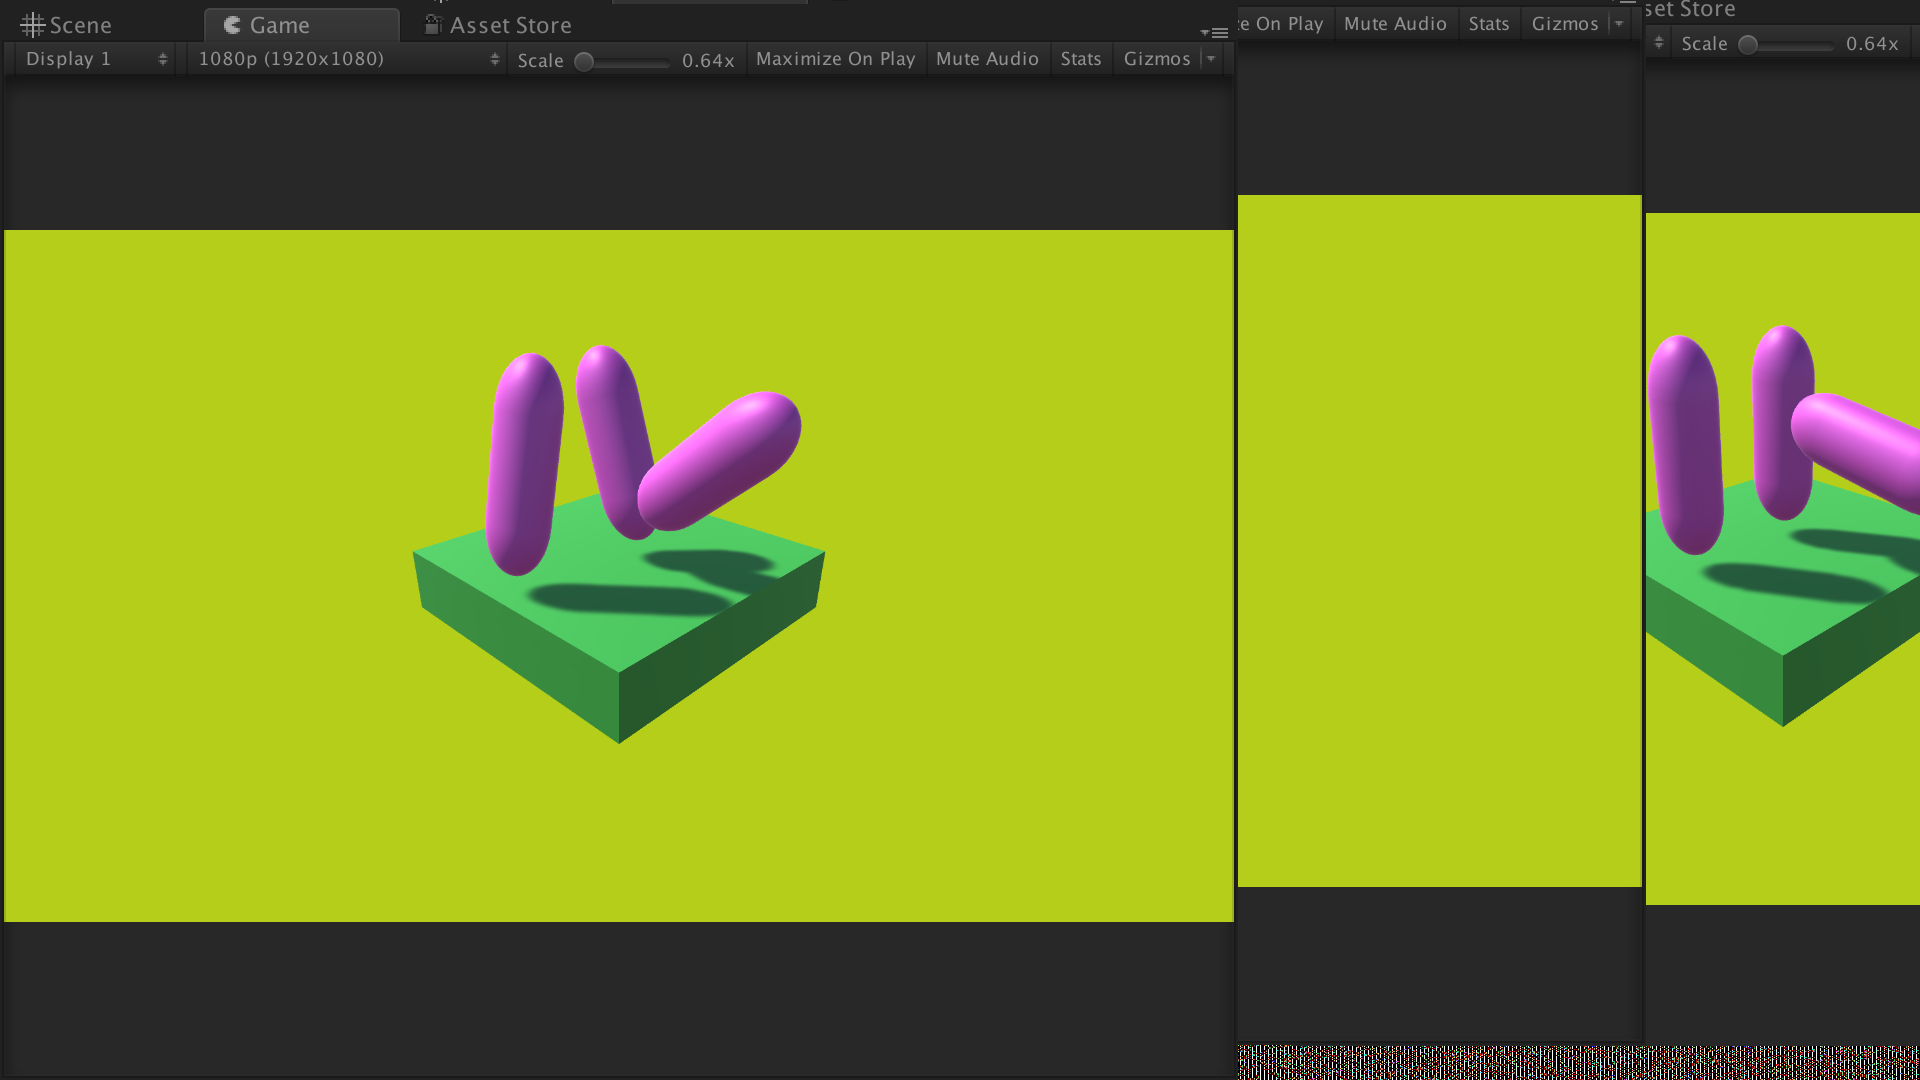 Scene Game Asset Store
Display 1 1080p (1920x1080) Scale 0.64x Maximize On Play Mute Audio Stats Gizmos
On Play Mute Audio Stats Gizmos
Store
Scale 0.64x